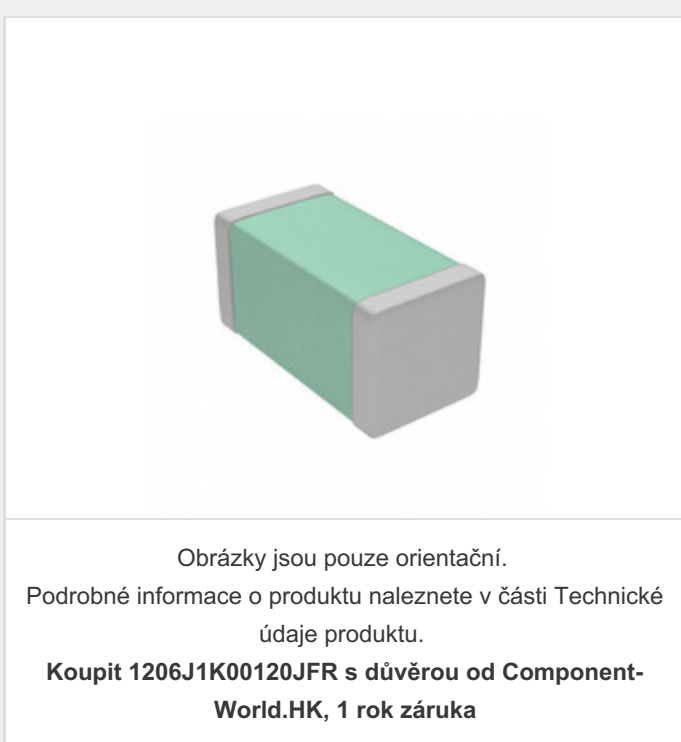 Obrázky jsou pouze orientační.
Podrobné informace o produktu naleznete v části Technické
údaje produktu.
Koupit 1206J1K00120JFR s důvěrou od Component-
World.HK, 1 rok záruka